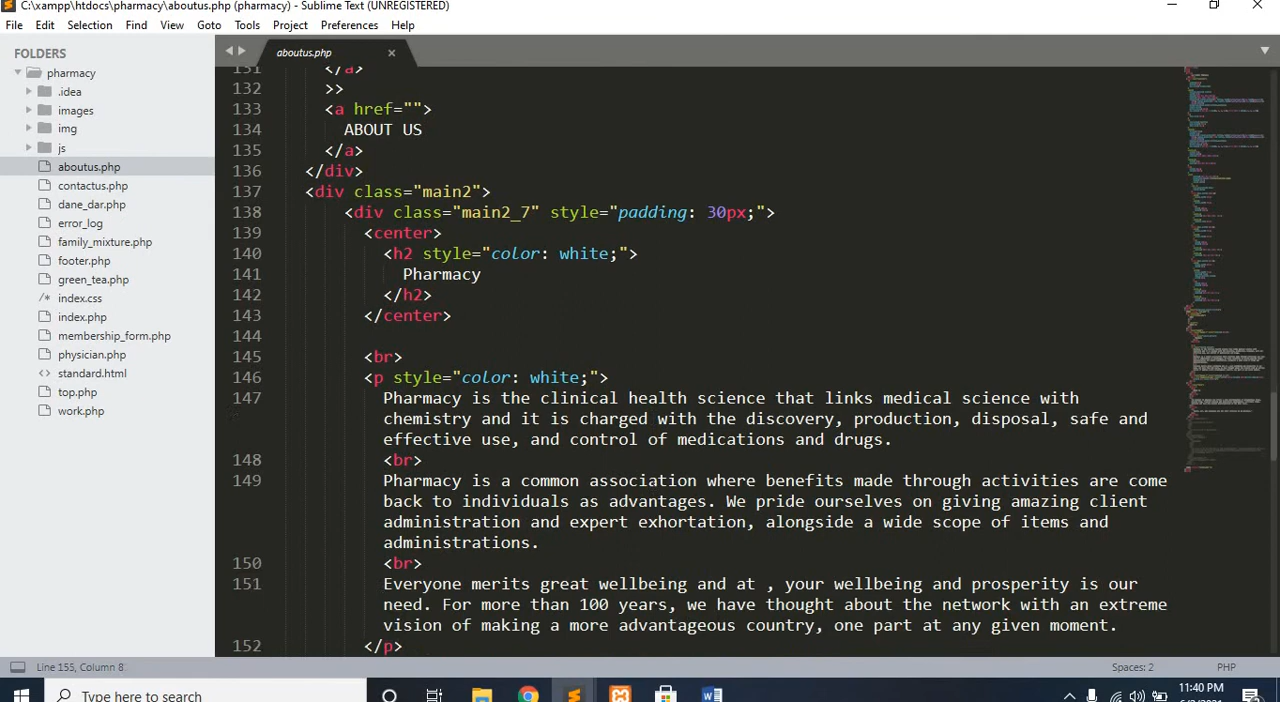 C:\xampp\htdocs\pharmacy\aboutus.php (pharmacy) - Sublime Text (UNREGISTERED)
File Edit Selection Find View Goto Tools Project Preferences Help
FOLDERS
pharmacy
.idea
images
img
js
aboutus.php
contactus.php
dane_dar.php
error_log
family_mixture.php
footer.php
green_tea.php
index.css
index.php
membership_form.php
physician.php
standard.html
top.php
work.php
aboutus.php
131 </a>
132 >>
133 <a href="">
134 ABOUT US
135 </a>
136 </div>
137 <div class="main2">
138 <div class="main2_7" style="padding: 30px;">
139 <center>
140 <h2 style="color: white;">
141 Pharmacy
142 </h2>
143 </center>
144
145 <br>
146 <p style="color: white;">
147 Pharmacy is the clinical health science that links medical science with
chemistry and it is charged with the discovery, production, disposal, safe and
effective use, and control of medications and drugs.
148 <br>
149 Pharmacy is a common association where benefits made through activities are come
back to individuals as advantages. We pride ourselves on giving amazing client
administration and expert exhortation, alongside a wide scope of items and
administrations.
150 <br>
151 Everyone merits great wellbeing and at , your wellbeing and prosperity is our
need. For more than 100 years, we have thought about the network with an extreme
vision of making a more advantageous country, one part at any given moment.
152 </p>
Line 155, Column 8
Spaces: 2
PHP
Type here to search
11:40 PM